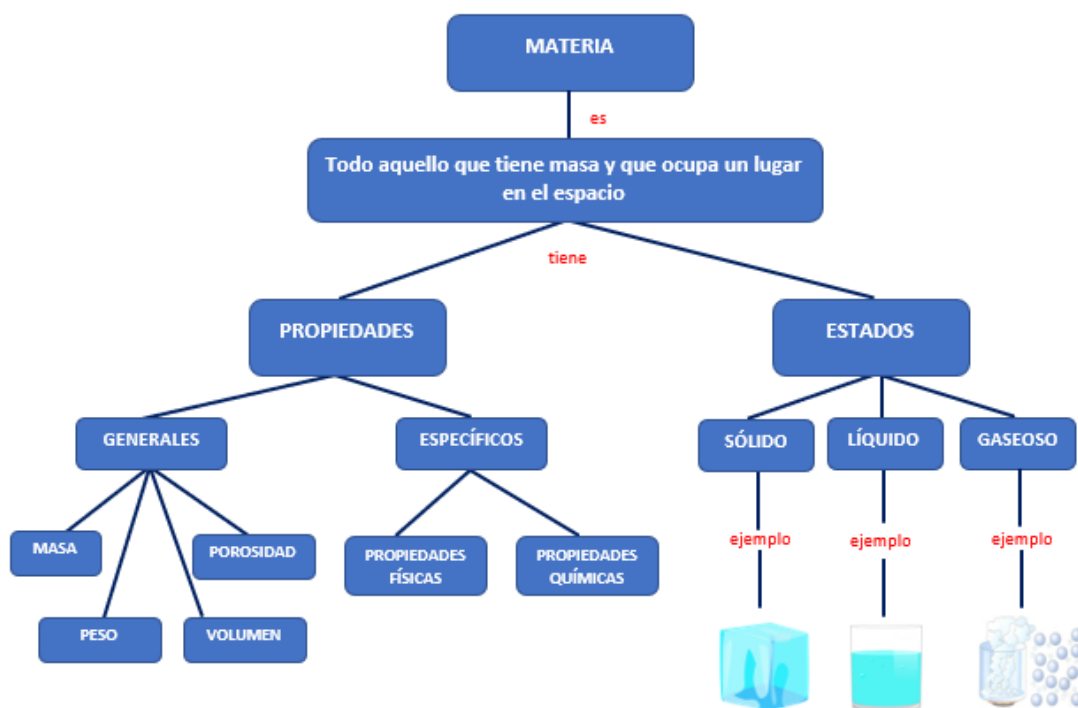 MATERIA
es
Todo aquello que tiene masa y que ocupa un lugar
en el espacio
tiene
PROPIEDADES
ESTADOS
GENERALES
ESPECÍFICOS
SÓLIDO
LÍQUIDO
GASEOSO
MASA
POROSIDAD
PESO
VOLUMEN
PROPIEDADES
FÍSICAS
PROPIEDADES
QUÍMICAS
ejemplo
ejemplo
ejemplo